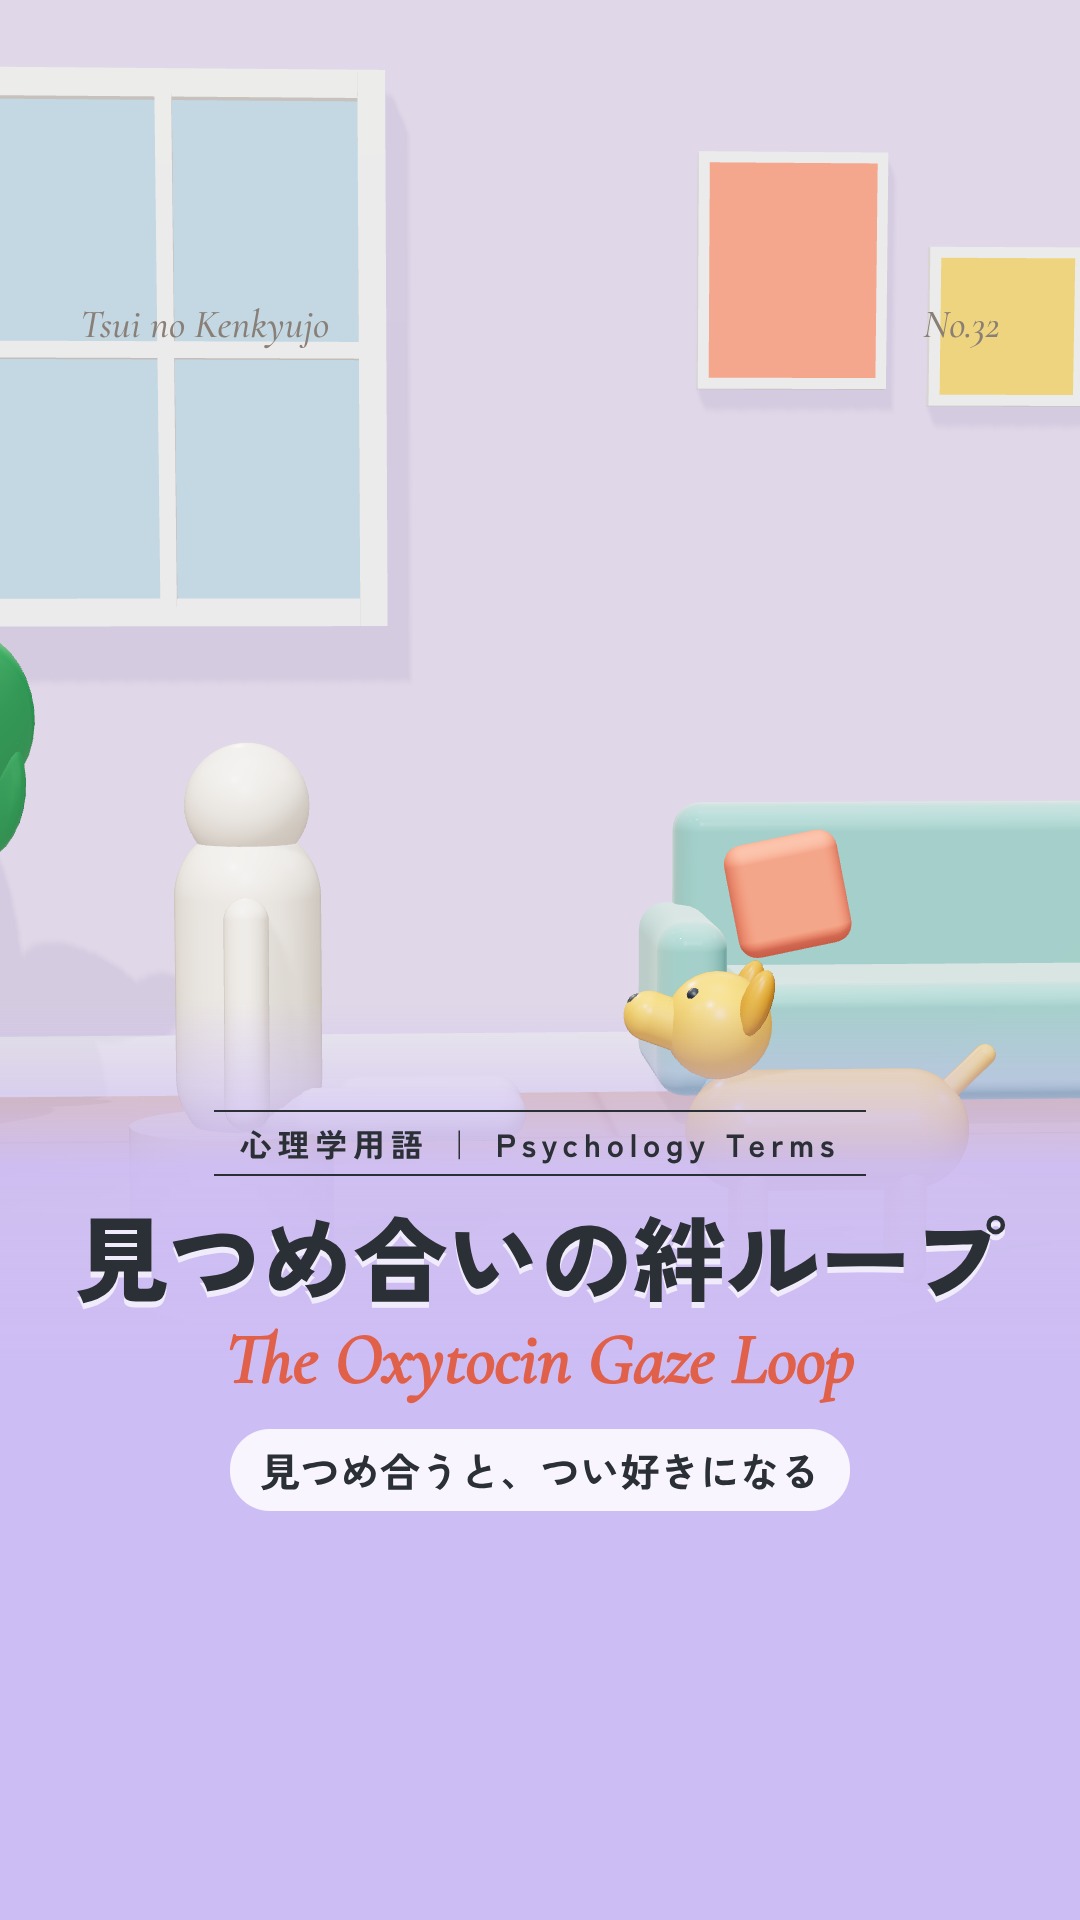 Tsui no Kenkyujo
No.32
心理学用語 | Psychology Terms
見つめ合いの絆ループ
The Oxytocin Gaze Loop
見つめ合うと、つい好きになる